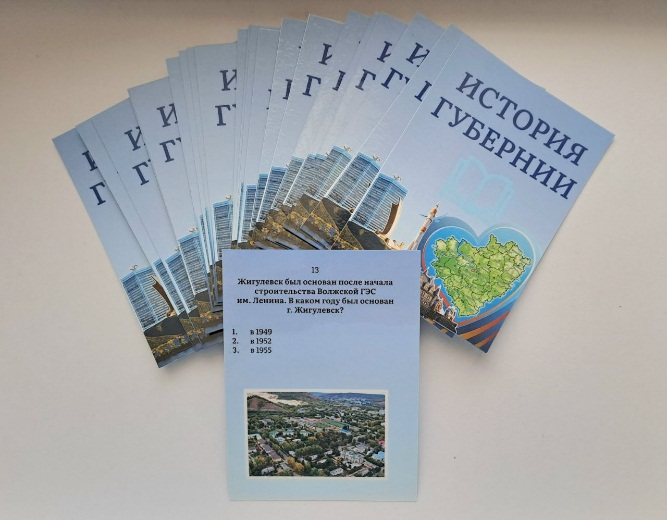 ИСТОРИЯ
ГУБЕРНИИ
13
Жигулевск был основан после начала
строительства Волжской ГЭС
им. Ленина. В каком году был основан
г. Жигулевск?
1. в 1949
2. в 1952
3. в 1955